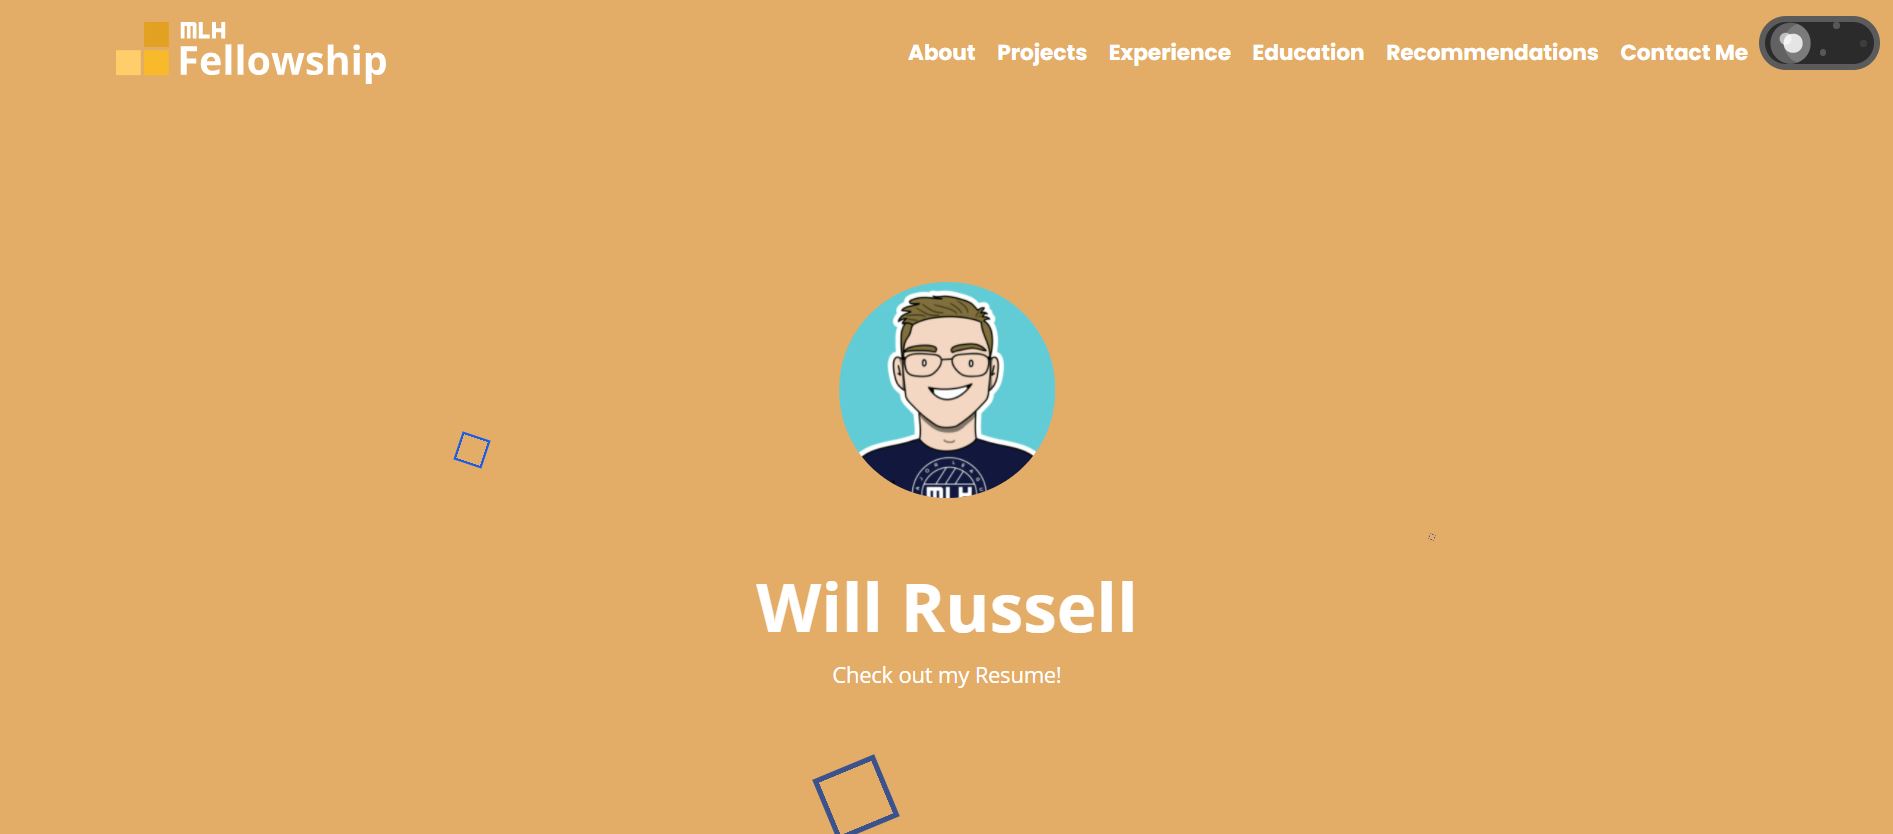 MLH
Fellowship
About Projects Experience Education Recommendations Contact Me
MLH
Will Russell
Check out my Resume!